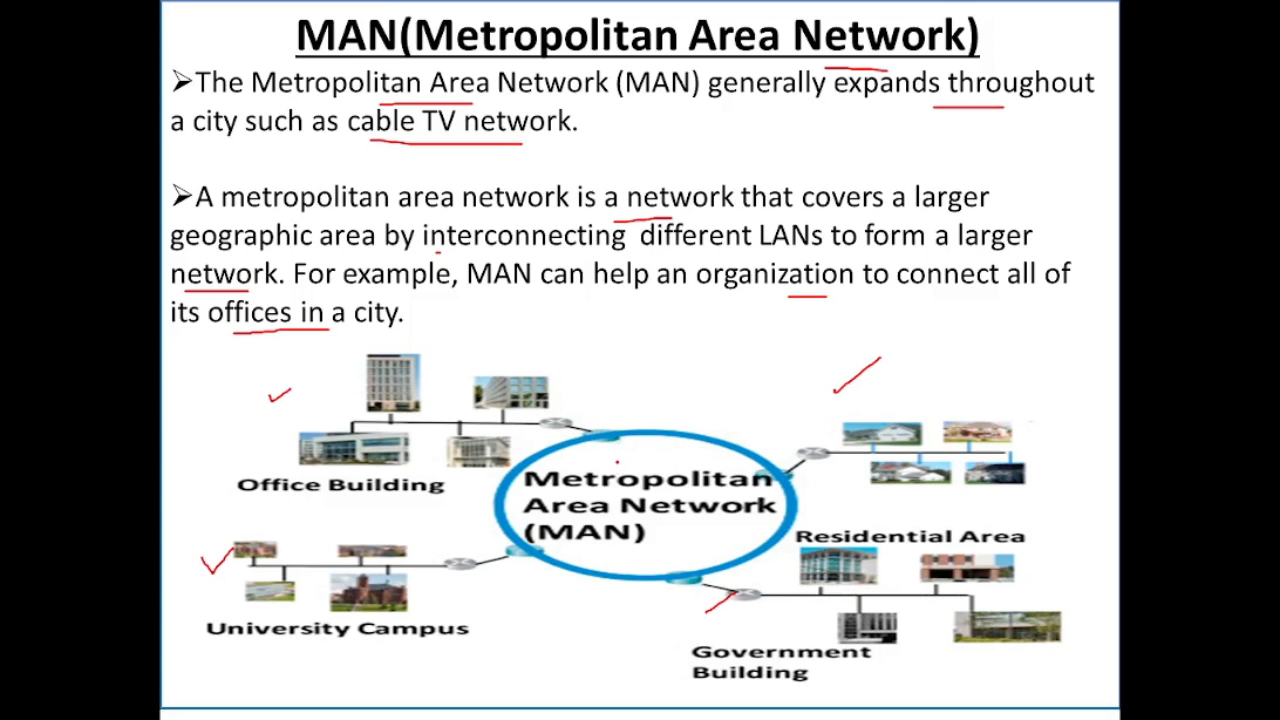 MAN(Metropolitan Area Network)
➢The Metropolitan Area Network (MAN) generally expands throughout
a city such as cable TV network.
➢A metropolitan area network is a network that covers a larger
geographic area by interconnecting different LANs to form a larger
network. For example, MAN can help an organization to connect all of
its offices in a city.
Office Building
Metropolitan
Area Network
(MAN)
Residential Area
University Campus
Government
Building